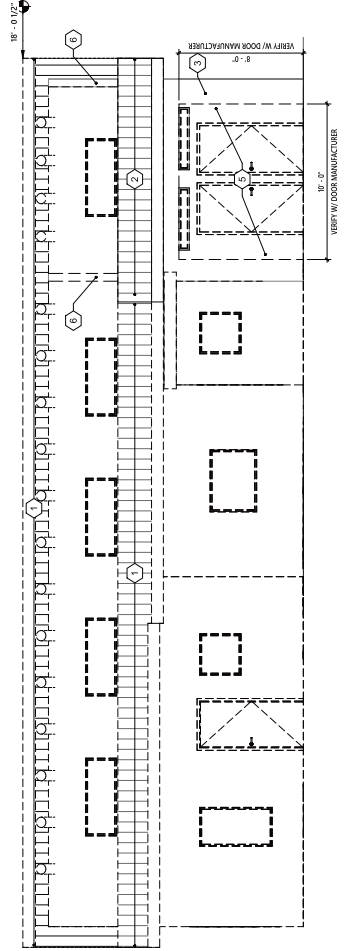 18' - 0 1/2"
6
3
8' - 0"
VERIFY W/ DOOR MANUFACTURER
2
5
10' - 0"
VERIFY W/ DOOR MANUFACTURER
6
1
1